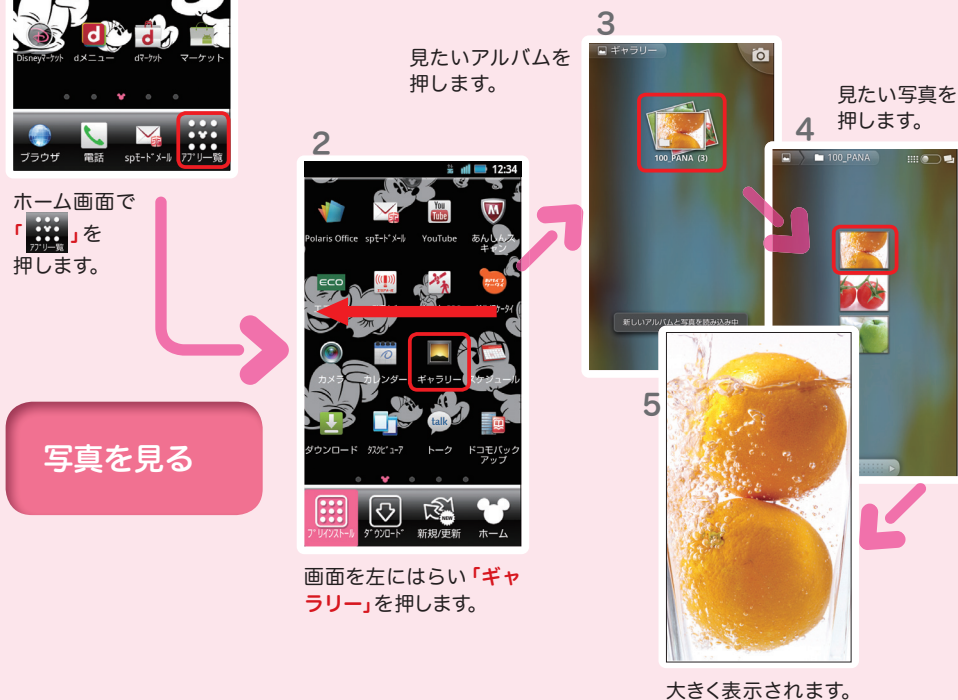 Disneyマーケット dメニュー dマーケット マーケット
ブラウザ 電話 spモードメール アプリ一覧
ホーム画面で
「アプリ一覧」を
押します。
写真を見る
2
12:34
Polaris Office spモードメール YouTube あんしんス
キャン
ECO
カメラ カレンダー ギャラリー スケジュール
talk
ダウンロード タスクビューア トーク ドコモバック
アップ
プリインストール ダウンロード 新規/更新 ホーム
画面を左にはらい「ギャ
ラリー」を押します。
3
見たいアルバムを
押します。
ギャラリー
100_PANA (3)
新しいアルバムと写真を読み込み中
4
見たい写真を
押します。
100_PANA
5
大きく表示されます。